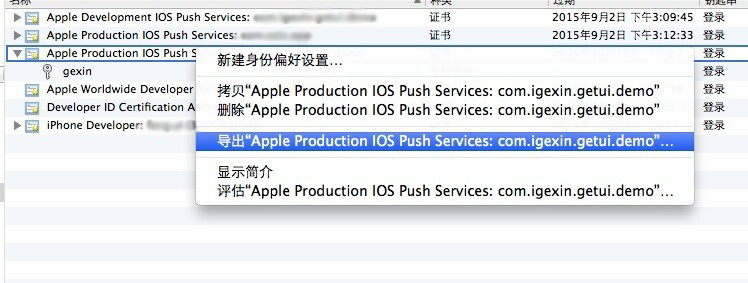 名称 种类 过期 钥匙串
Apple Development IOS Push Services: 证书 2015年9月2日 下午3:09:45 登录
Apple Production IOS Push Services: 证书 2015年9月2日 下午3:12:33 登录
Apple Production IOS Push S 登录
gexin 登录
Apple Worldwide Developer 登录
Developer ID Certification A 登录
iPhone Developer: 登录
新建身份偏好设置...
拷贝“Apple Production IOS Push Services: com.igexin.getui.demo”
删除“Apple Production IOS Push Services: com.igexin.getui.demo”
导出“Apple Production IOS Push Services: com.igexin.getui.demo”...
显示简介
评估“Apple Production IOS Push Services: com.igexin.getui.demo”...